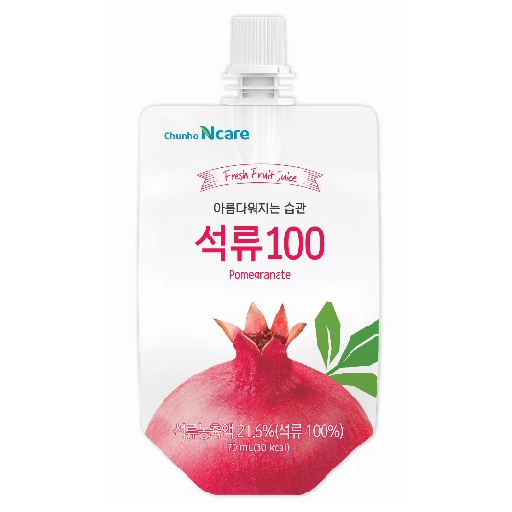 Chunho Ncare
Fresh Fruit Juice
아름다워지는 습관
석류100
Pomegranate
석류농축액 21.6%(석류 100%)
70 mL(30 kcal)